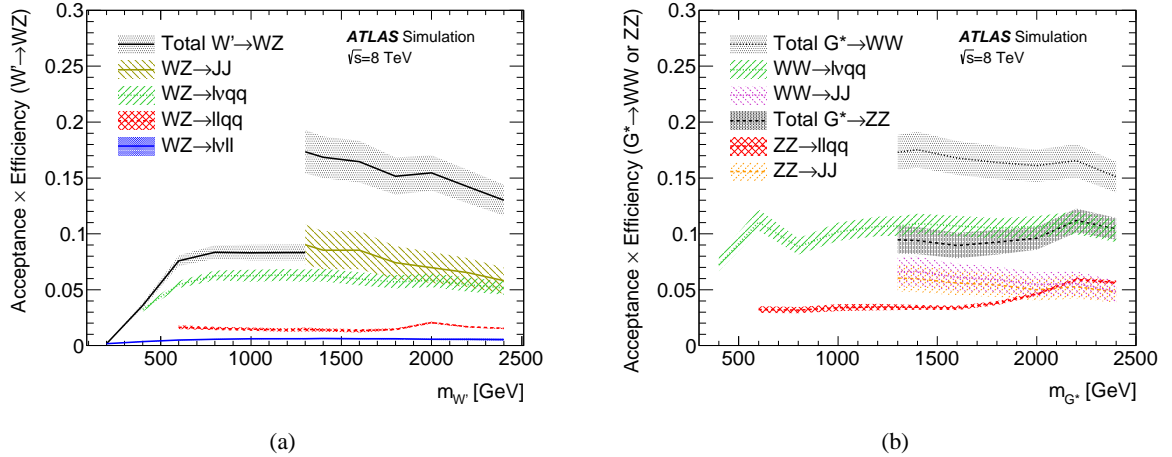 Acceptance × Efficiency (W'→WZ)
0.3
0.25
0.2
0.15
0.1
0.05
0
ATLAS Simulation
√s=8 TeV
Total W'→WZ
WZ→JJ
WZ→lνqq
WZ→llqq
WZ→lνll
500 1000 1500 2000 2500
m_W' [GeV]
(a)
Acceptance × Efficiency (G*→WW or ZZ)
0.3
0.25
0.2
0.15
0.1
0.05
0
ATLAS Simulation
√s=8 TeV
Total G*→WW
WW→lνqq
WW→JJ
Total G*→ZZ
ZZ→llqq
ZZ→JJ
500 1000 1500 2000 2500
m_G* [GeV]
(b)